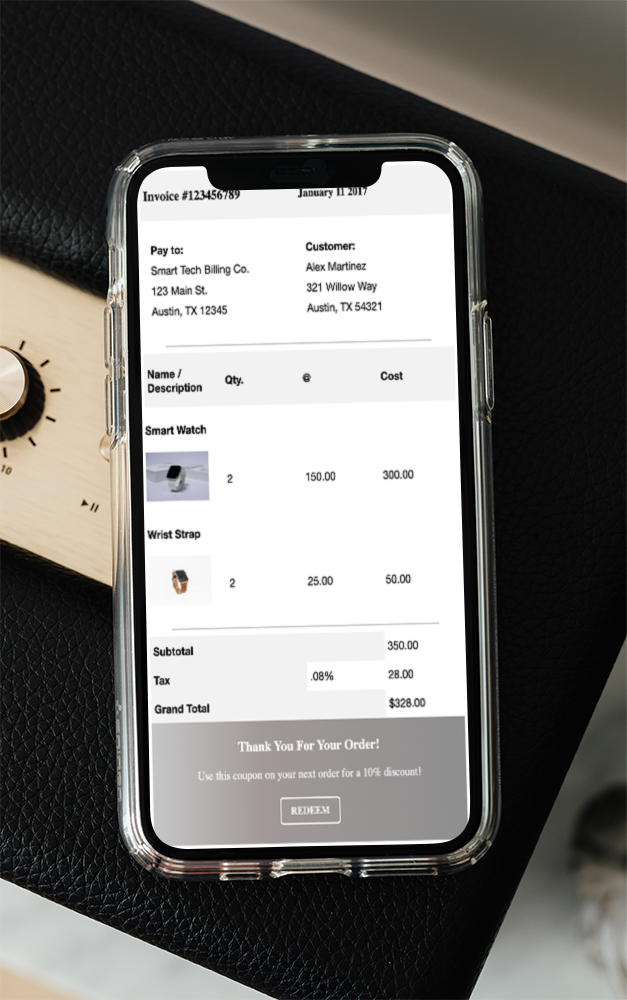 Invoice #123456789 January 11 2017
Pay to: Customer:
Smart Tech Billing Co. Alex Martinez
123 Main St. 321 Willow Way
Austin, TX 12345 Austin, TX 54321
Name / Description Qty. @ Cost
Smart Watch
2 150.00 300.00
Wrist Strap
2 25.00 50.00
Subtotal 350.00
Tax .08% 28.00
Grand Total $328.00
Thank You For Your Order!
Use this coupon on your next order for a 10% discount!
REDEEM
10